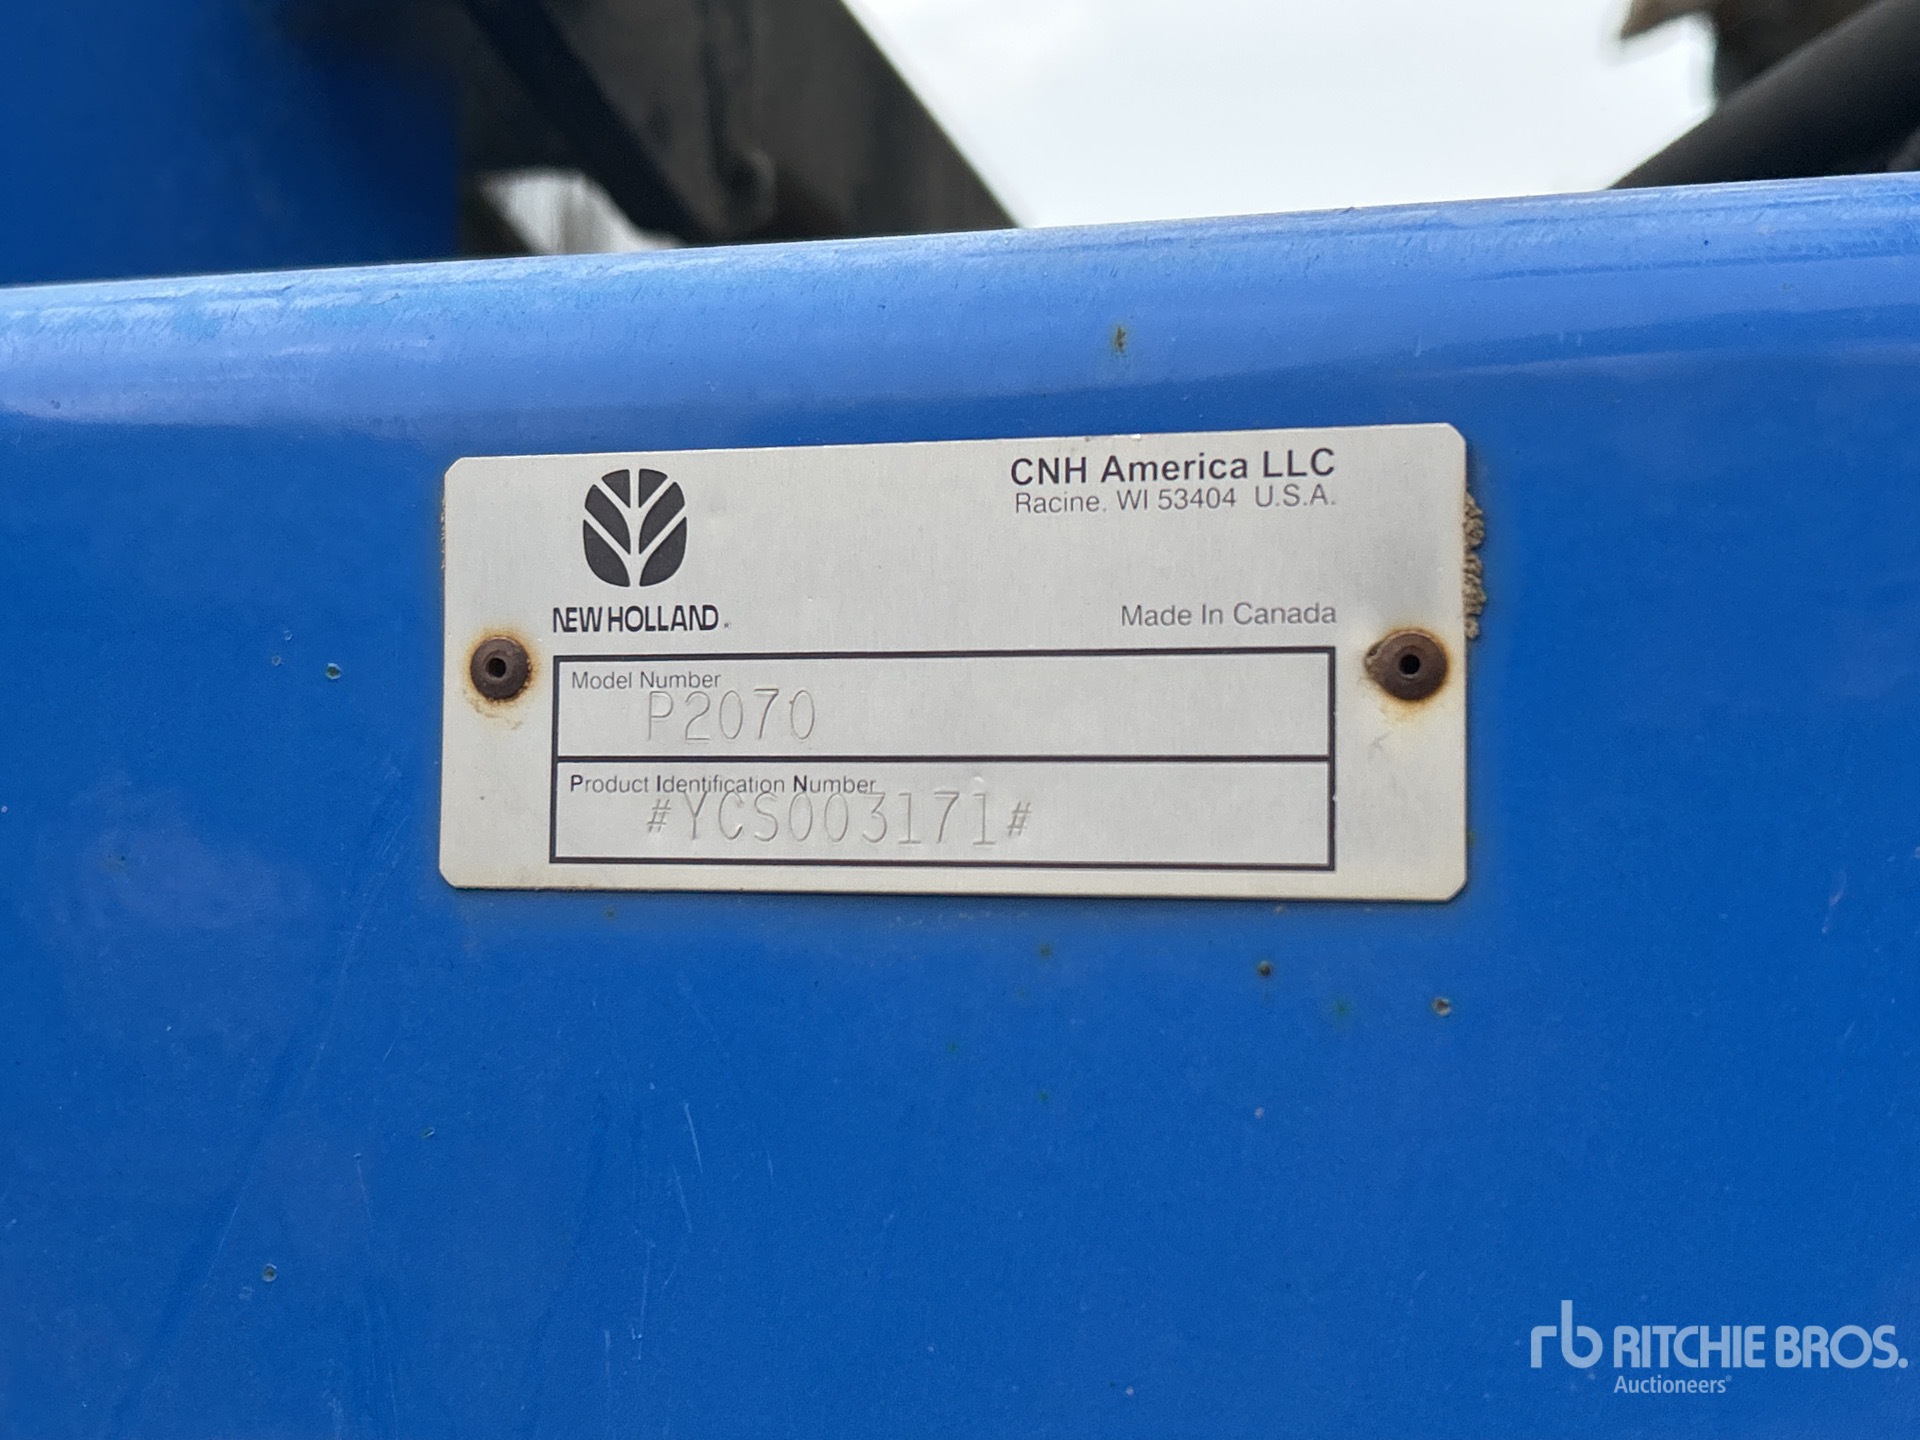 CNH America LLC
Racine, WI 53404 U.S.A.
NEW HOLLAND
Made In Canada
Model Number
P2070
Product Identification Number
#YCS003171#
rb RITCHIE BROS.
Auctioneers